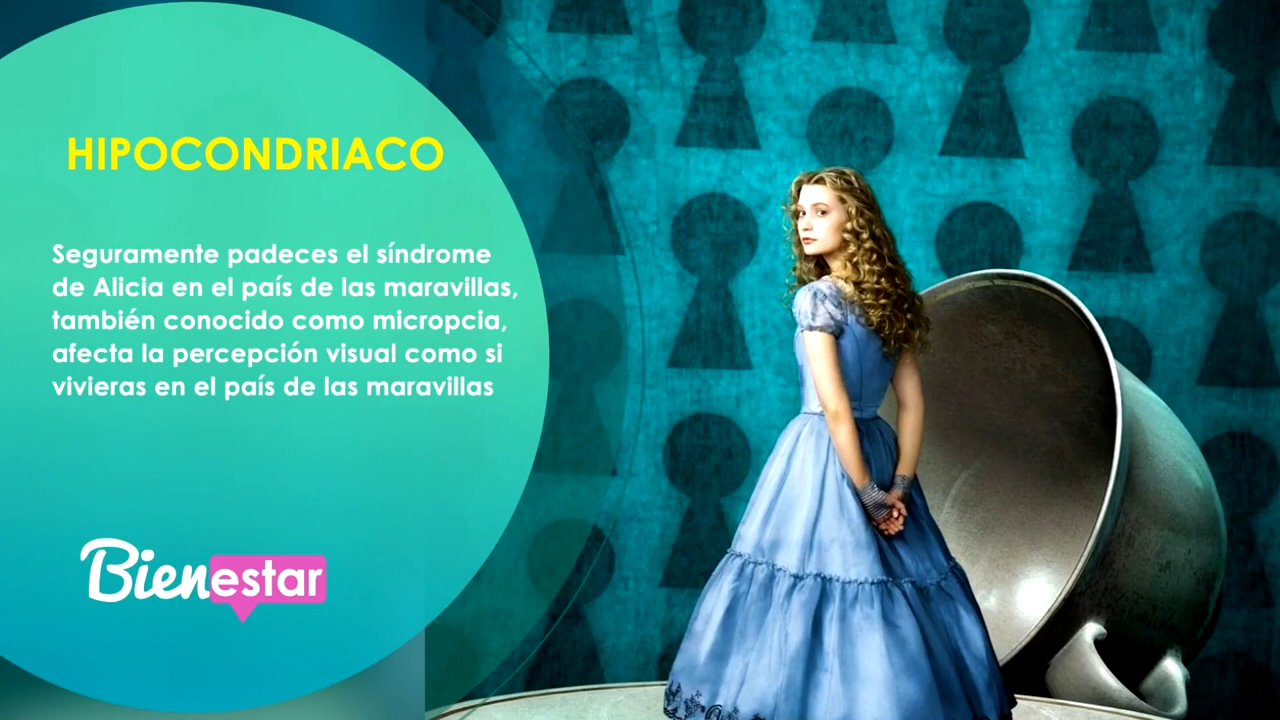 HIPOCONDRIACO
Seguramente padeces el síndrome
de Alicia en el país de las maravillas,
también conocido como micropcia,
afecta la percepción visual como si
vivieras en el país de las maravillas
Bienestar